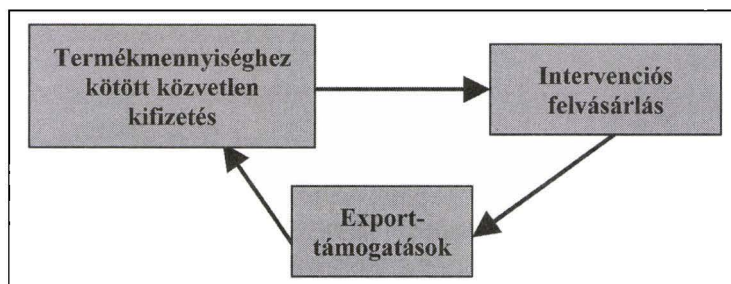 Termékmennyiséghez
kötött közvetlen
kifizetés
Intervenciós
felvásárlás
Export-
támogatások